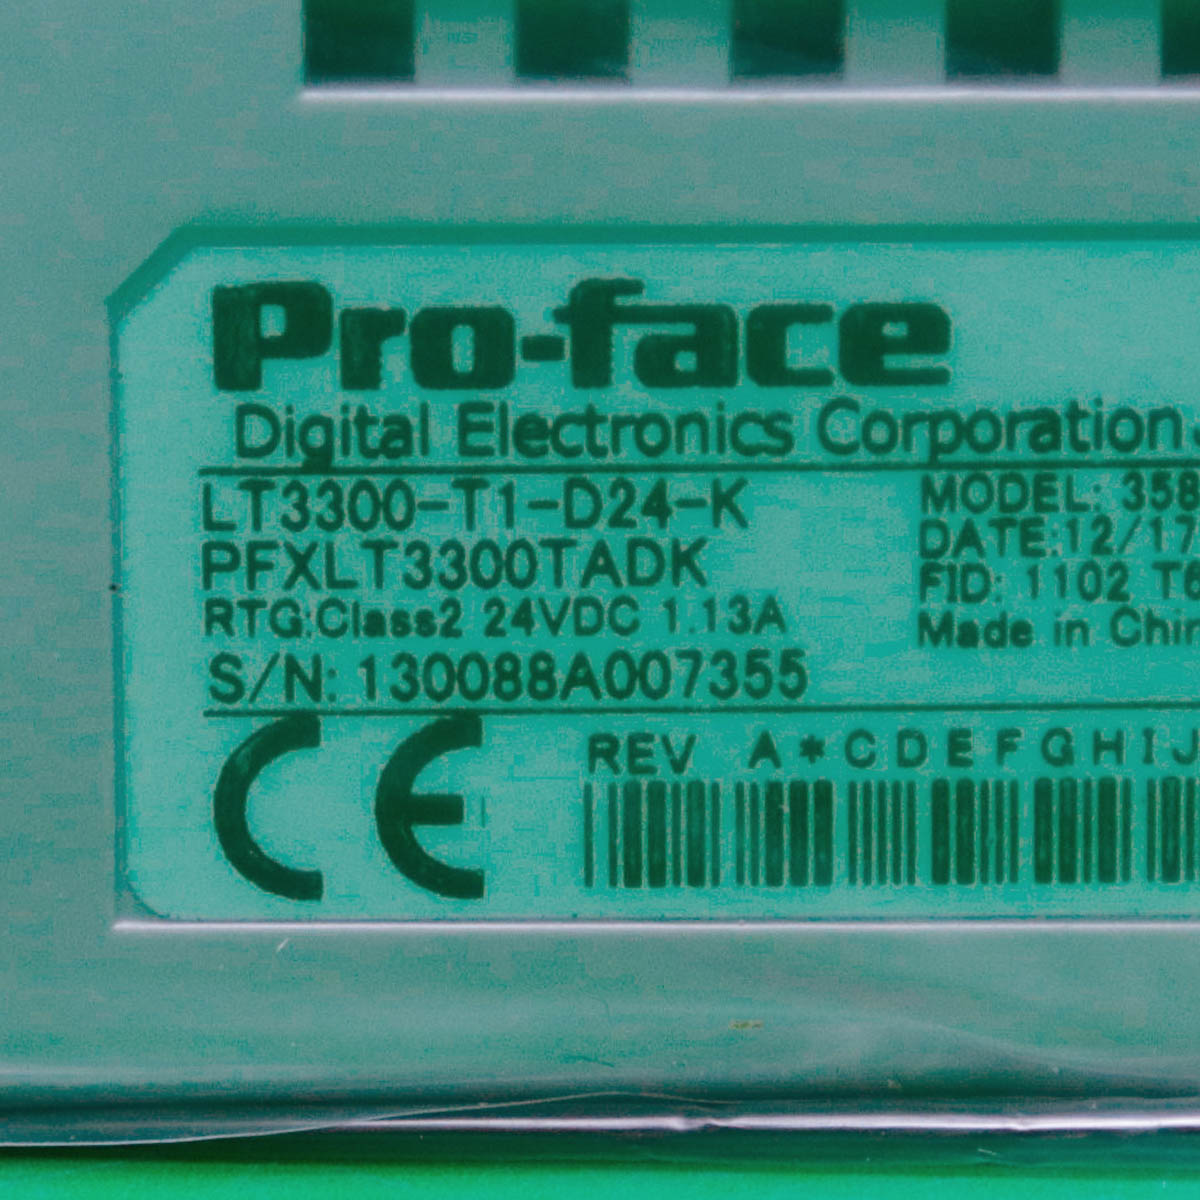 Pro-face
Digital Electronics Corporation.
LT3300-T1-D24-K
PFXLT3300TADK
RTG:Class2 24VDC 1.13A
S/N: 130088A007355
MODEL: 358
DATE:12/17
FID: 1102 T6
Made in Chin
CE
REV A*CDEFGHIJ